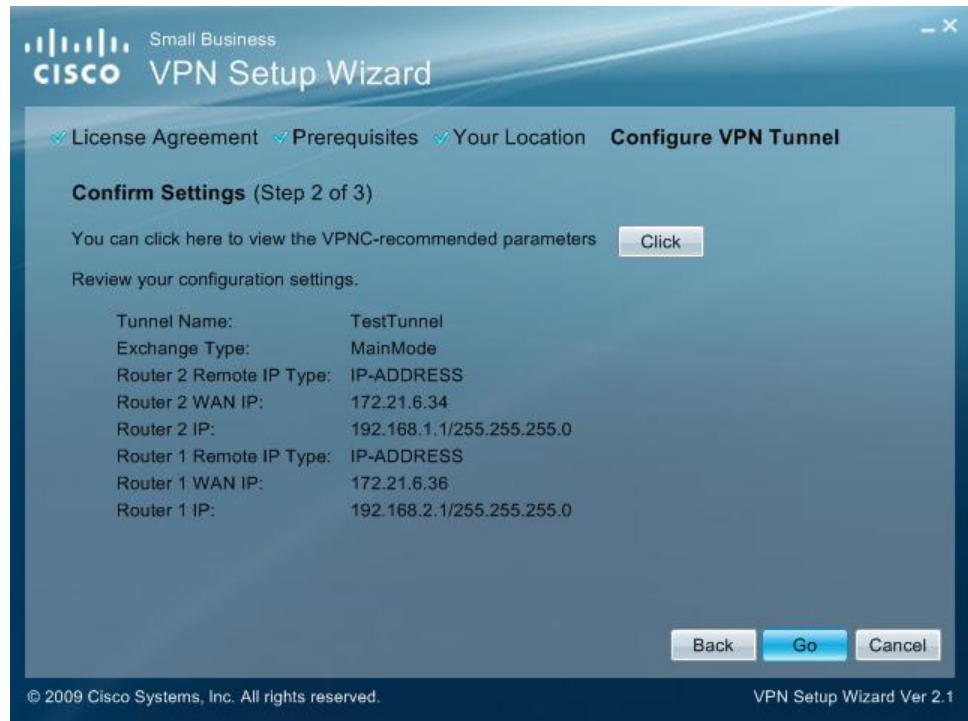 Small Business
CISCO VPN Setup Wizard
License Agreement Prerequisites Your Location Configure VPN Tunnel
Confirm Settings (Step 2 of 3)
You can click here to view the VPNC-recommended parameters Click
Review your configuration settings.
Tunnel Name: TestTunnel
Exchange Type: MainMode
Router 2 Remote IP Type: IP-ADDRESS
Router 2 WAN IP: 172.21.6.34
Router 2 IP: 192.168.1.1/255.255.255.0
Router 1 Remote IP Type: IP-ADDRESS
Router 1 WAN IP: 172.21.6.36
Router 1 IP: 192.168.2.1/255.255.255.0
Back Go Cancel
© 2009 Cisco Systems, Inc. All rights reserved. VPN Setup Wizard Ver 2.1